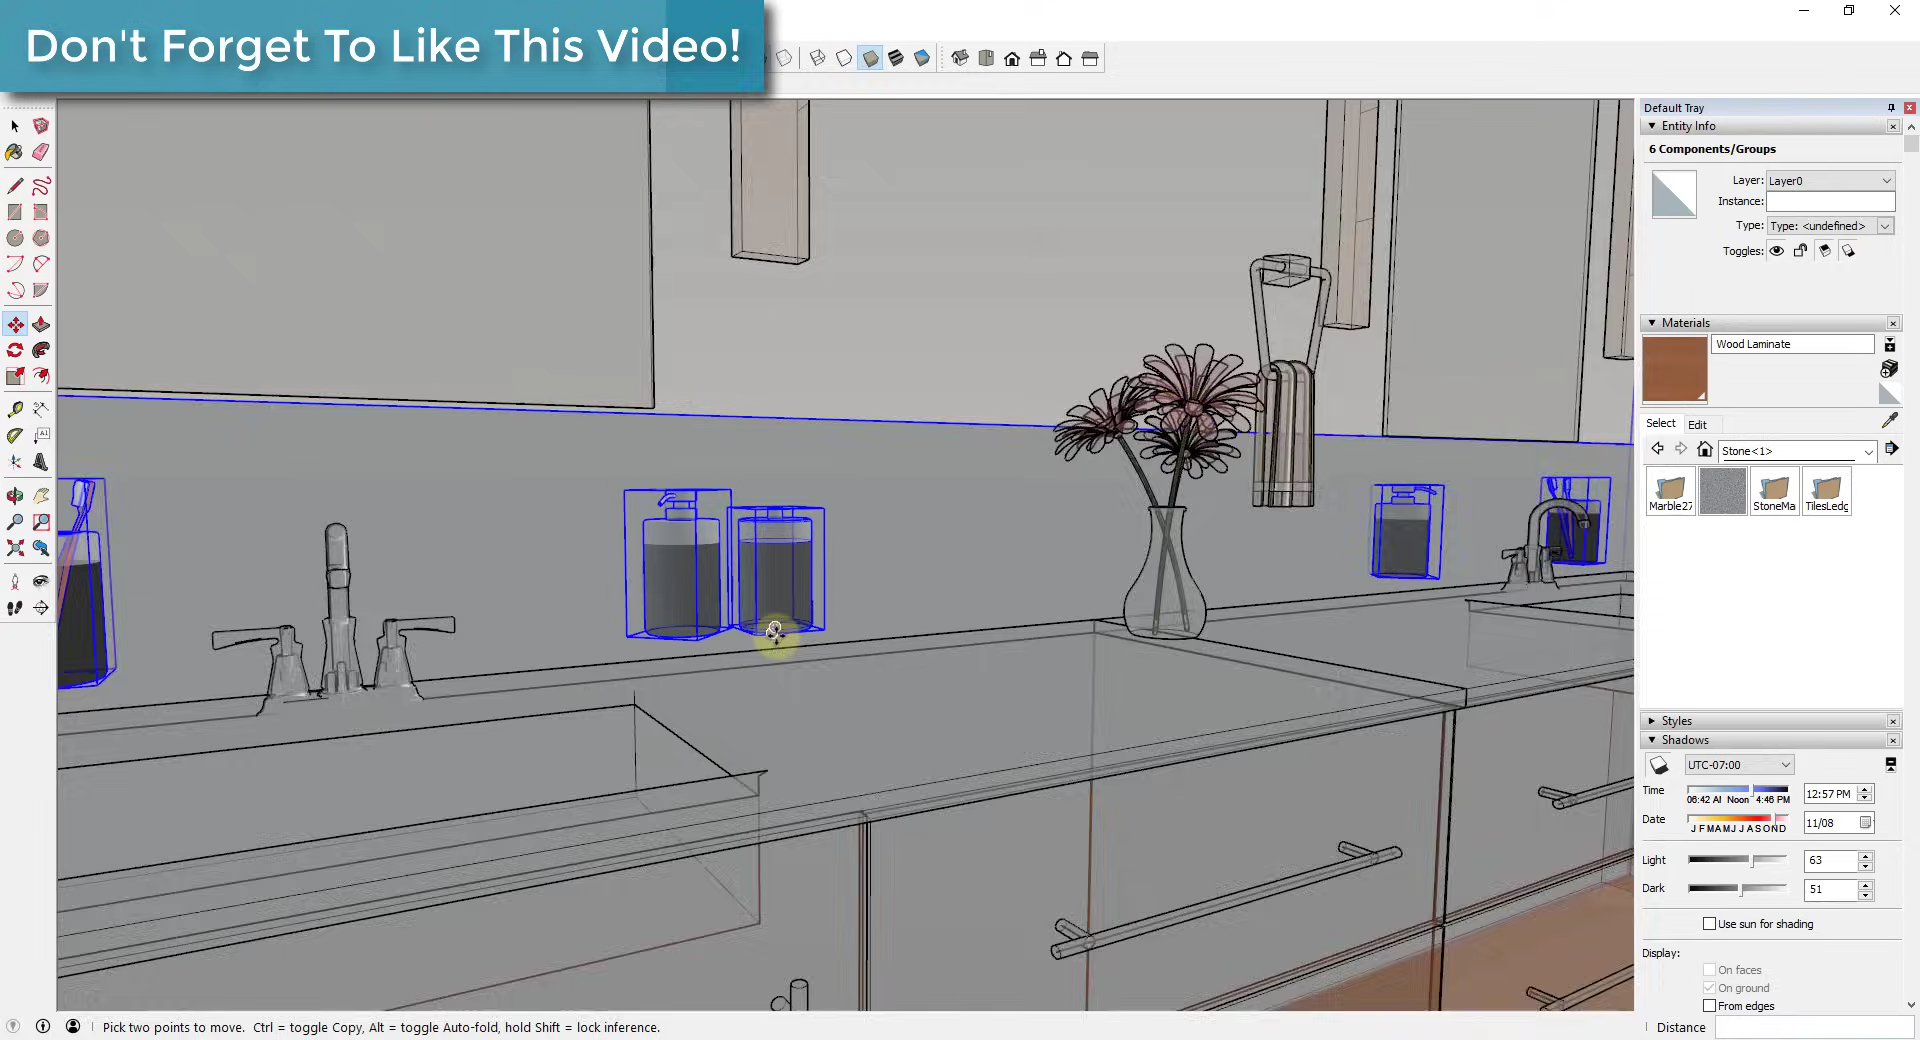 Don't Forget To Like This Video!
Default Tray
Entity Info
6 Components/Groups
Layer: Layer0
Instance:
Type: Type: <undefined>
Toggles:
Materials
Wood Laminate
Select Edit
Stone<1>
Marble27 StoneMa TilesLedg
Styles
Shadows
UTC-07:00
Time 06:42 AI Noon 4:46 PM 12:57 PM
Date J F M A M J J A S O N D 11/08
Light 63
Dark 51
Use sun for shading
Display:
On faces
On ground
From edges
Pick two points to move. Ctrl = toggle Copy, Alt = toggle Auto-fold, hold Shift = lock inference.
Distance